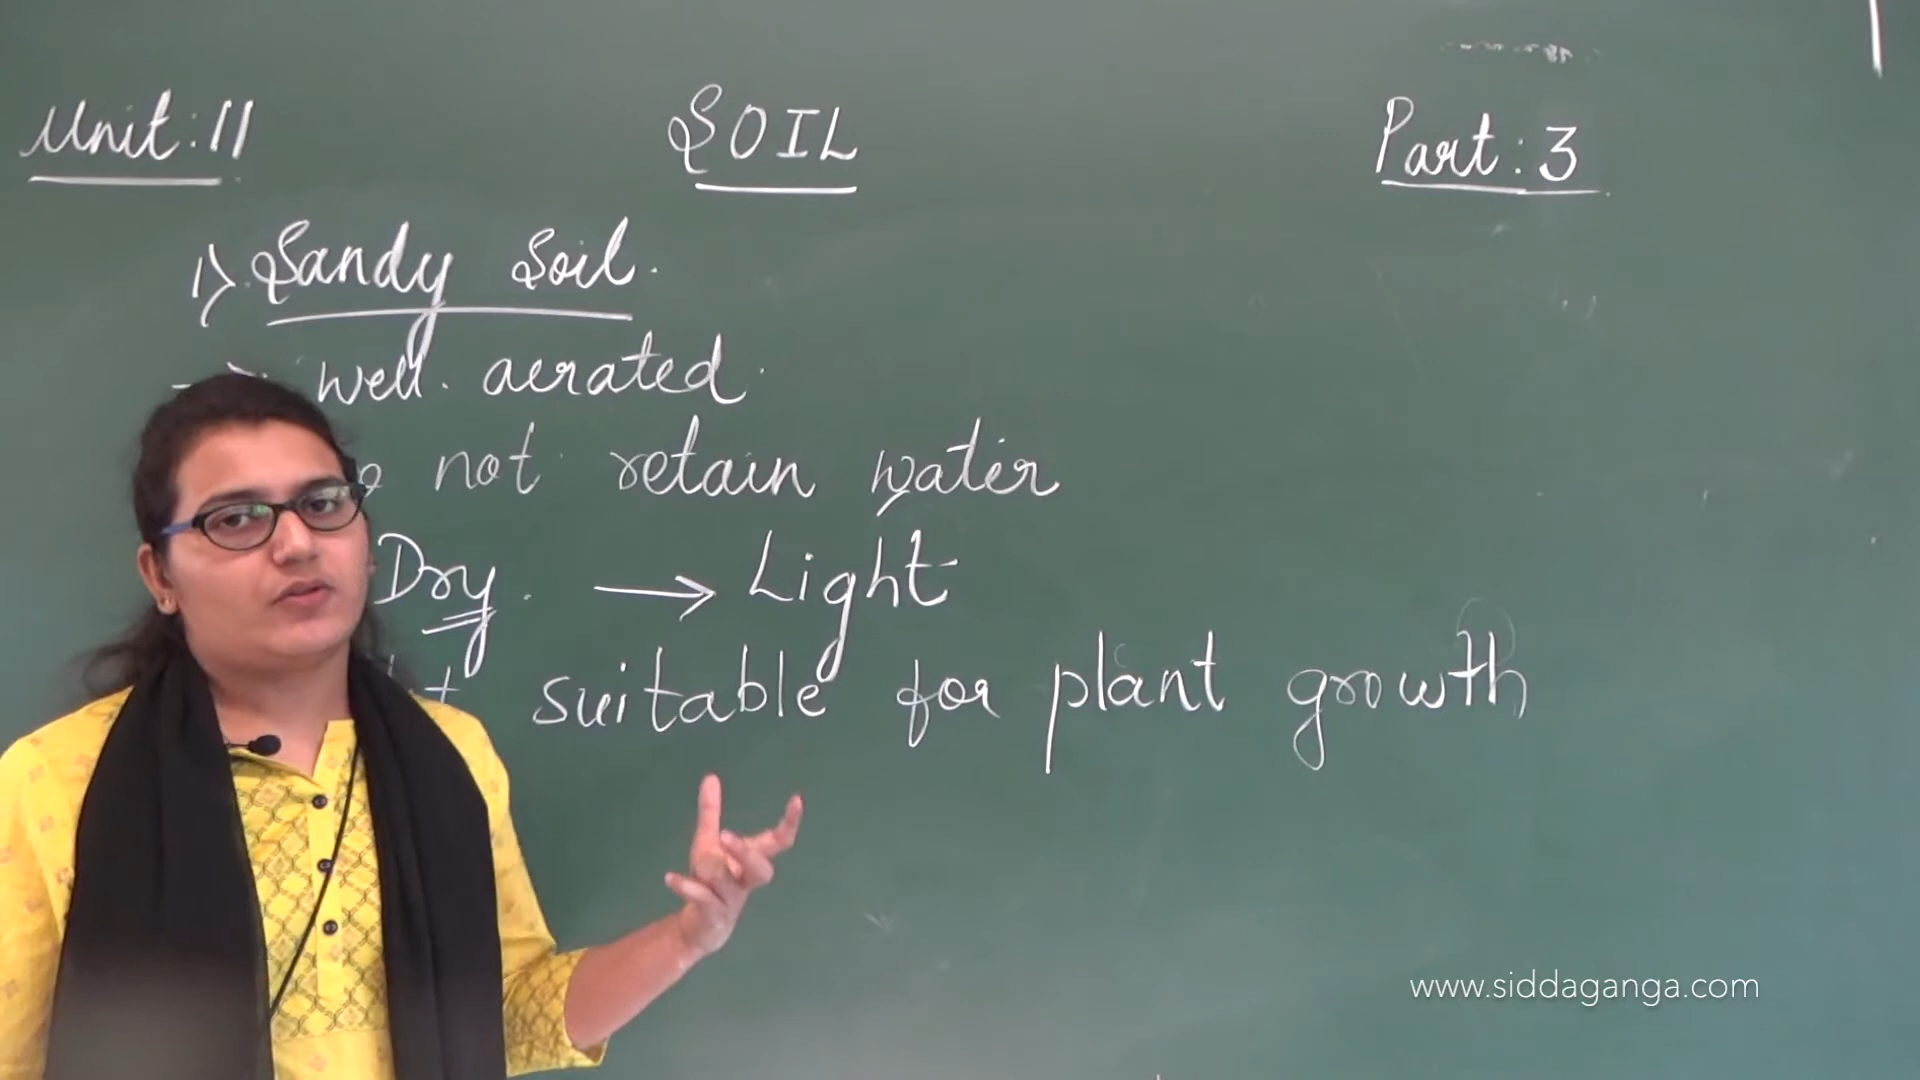 Unit : 11 SOIL Part : 3
1) Sandy Soil.
→ well aerated.
not retain water
Dry. → Light
suitable for plant growth
www.siddaganga.com